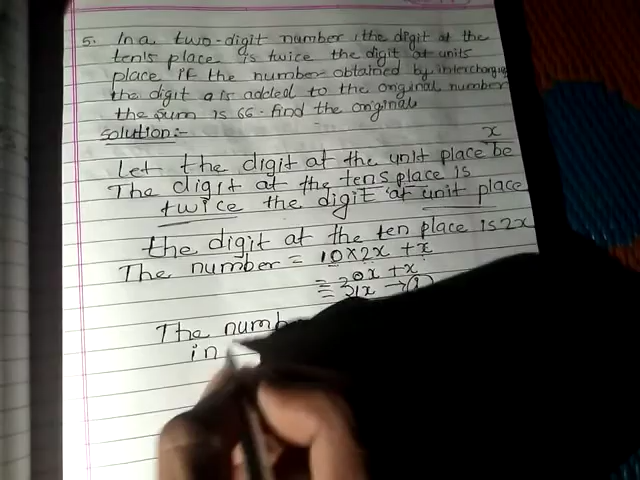 5. In a two-digit number, the digit at the
ten's place is twice the digit at units
place if the number obtained by interchanging
the digit a is added to the original number
the sum is 66. find the original
Solution:-
x
Let the digit at the unit place be
The digit at the tens place is
twice the digit at unit place
the digit at the ten place is 2x
The number = 10×2x + x
= 20x + x
= 21x → 1
The
in